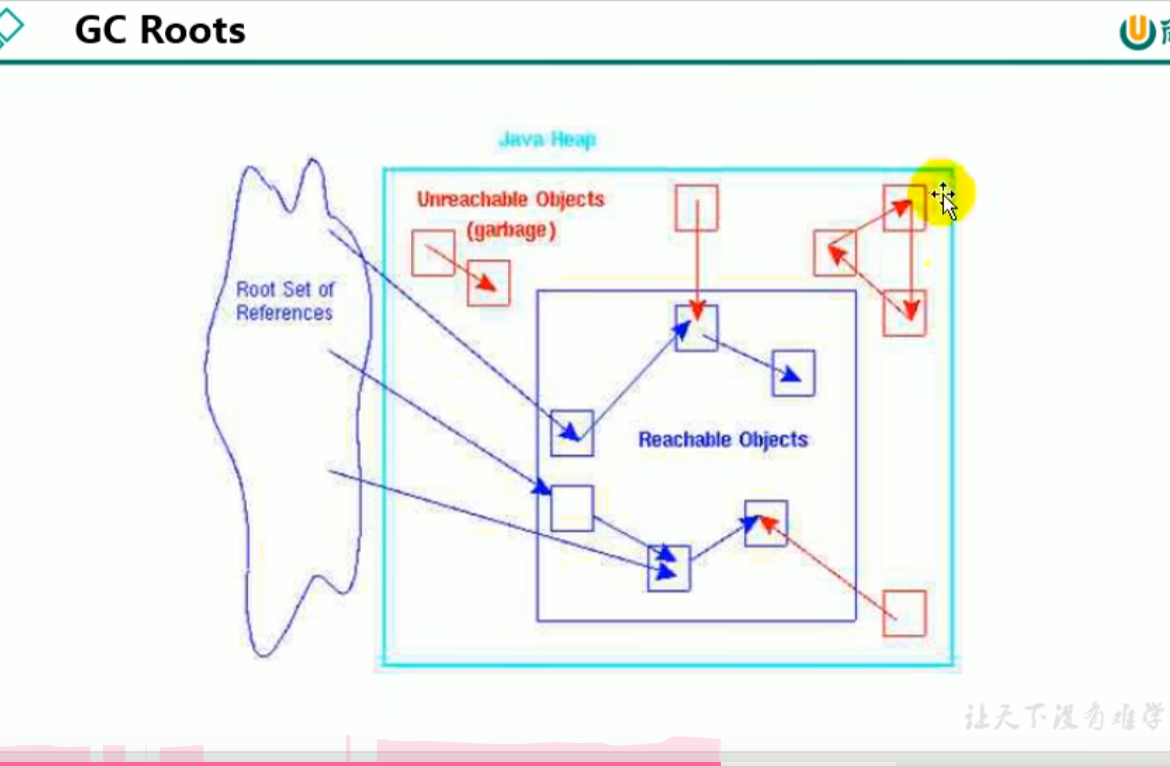 GC Roots
Java Heap
Unreachable Objects
(garbage)
Root Set of
References
Reachable Objects
让天下没有难学